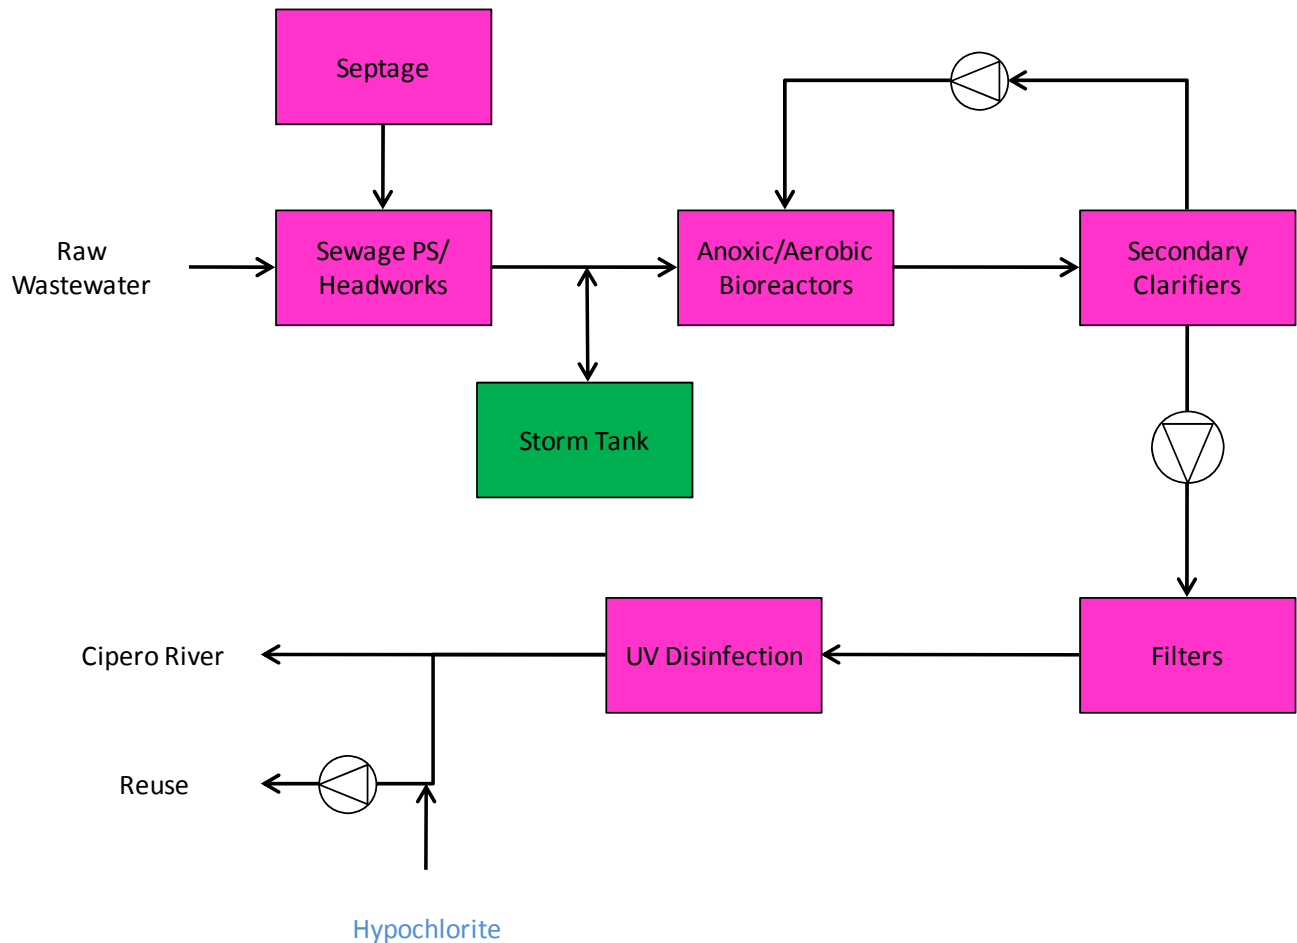 Septage
Raw
Wastewater
Sewage PS/
Headworks
Anoxic/Aerobic
Bioreactors
Secondary
Clarifiers
Storm Tank
Cipero River
UV Disinfection
Filters
Reuse
Hypochlorite